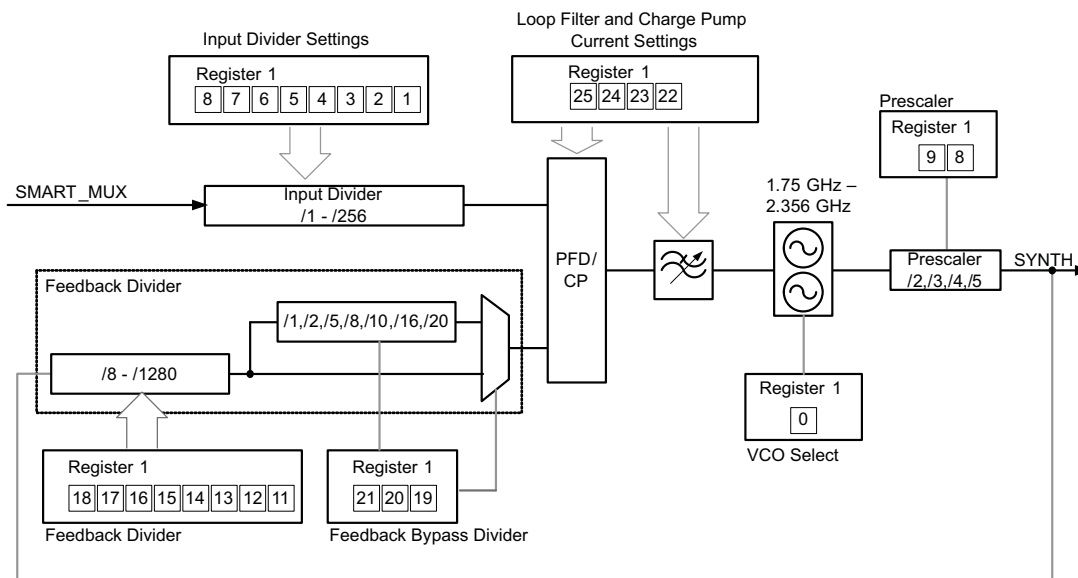 Input Divider Settings
Register 1
8 7 6 5 4 3 2 1
Loop Filter and Charge Pump
Current Settings
Register 1
25 24 23 22
Prescaler
Register 1
9 8
SMART_MUX
Input Divider
/1 - /256
PFD/
CP
1.75 GHz –
2.356 GHz
Prescaler
/2,/3,/4,/5
SYNTH
Feedback Divider
/1,/2,/5,/8,/10,/16,/20
/8 - /1280
Register 1
0
VCO Select
Register 1
18 17 16 15 14 13 12 11
Feedback Divider
Register 1
21 20 19
Feedback Bypass Divider